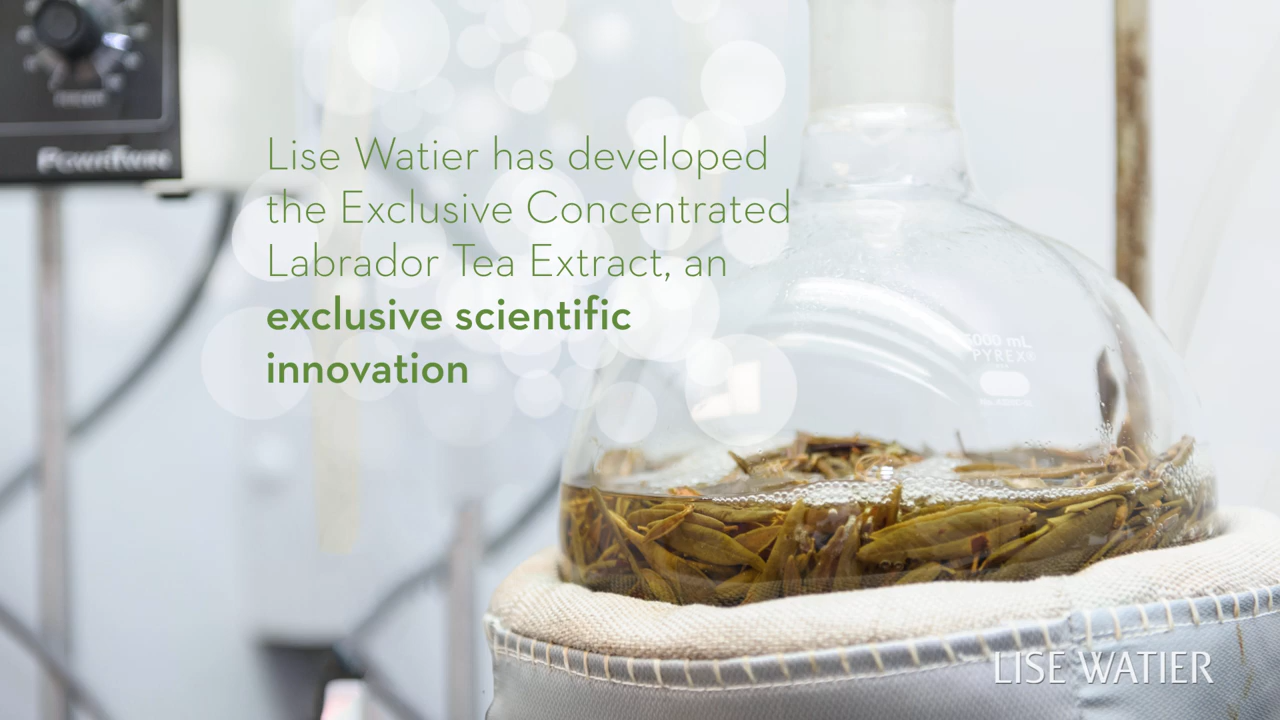 Lise Watier has developed
the Exclusive Concentrated
Labrador Tea Extract, an
exclusive scientific
innovation
PYREX®
LISE WATIER